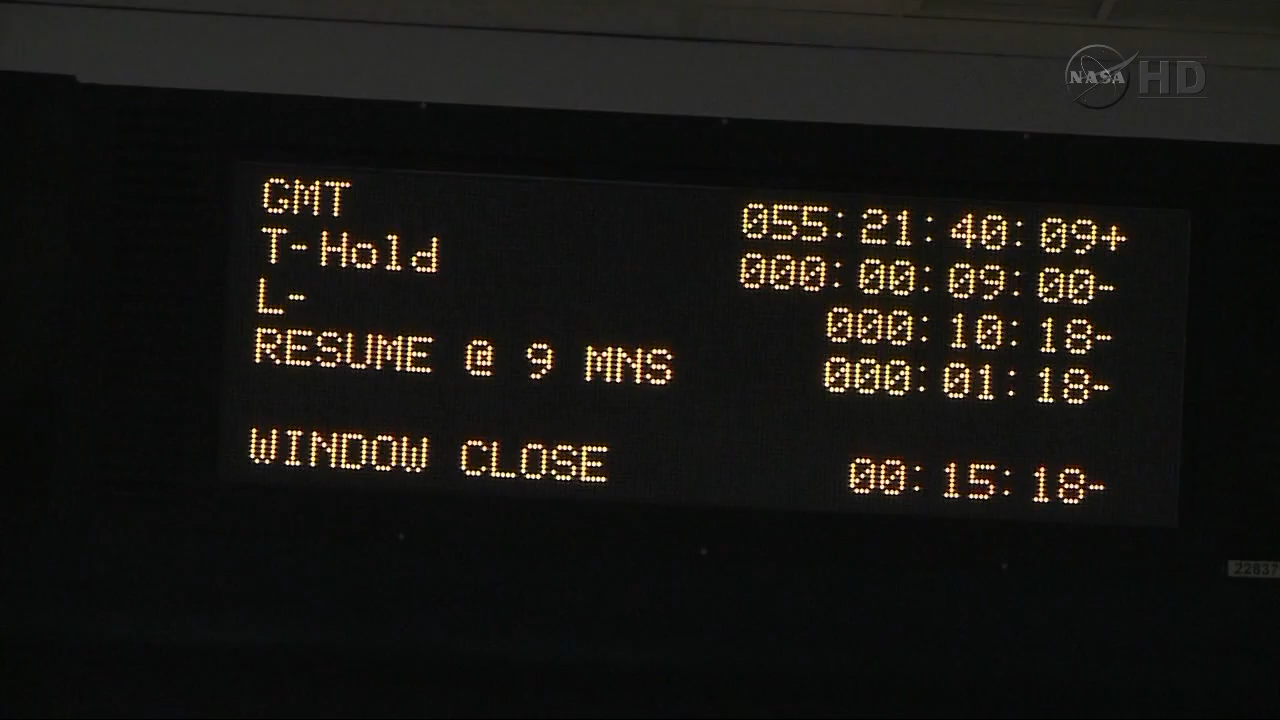 NASA HD
GMT 055:21:40:09+
T-Hold 000:00:09:00-
L- 000:10:18-
RESUME @ 9 MNS 000:01:18-
WINDOW CLOSE 00:15:18-
22837